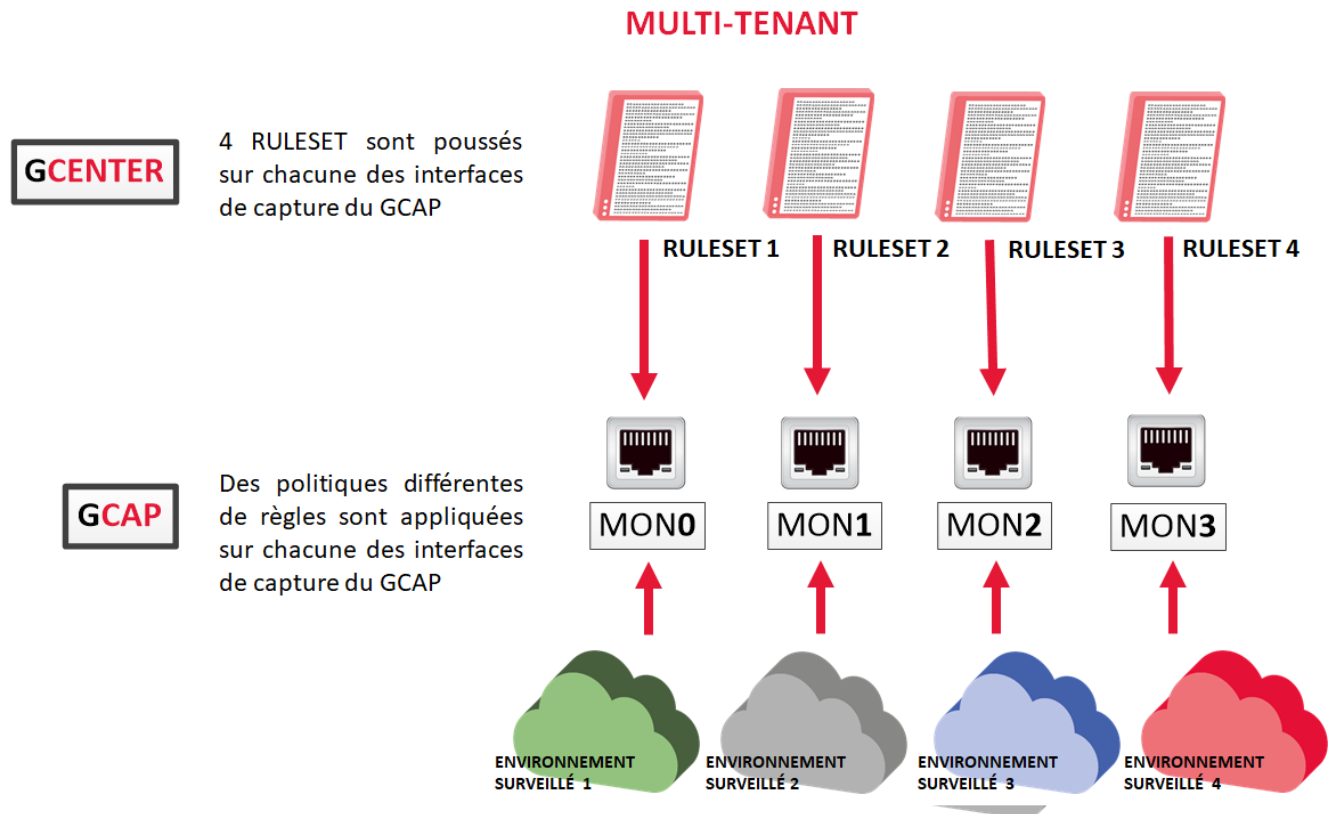 MULTI-TENANT
GCENTER
4 RULESET sont poussés
sur chacune des interfaces
de capture du GCAP
RULESET 1
RULESET 2
RULESET 3
RULESET 4
GCAP
Des politiques différentes
de règles sont appliquées
sur chacune des interfaces
de capture du GCAP
MON0
MON1
MON2
MON3
ENVIRONNEMENT
SURVEILLÉ 1
ENVIRONNEMENT
SURVEILLÉ 2
ENVIRONNEMENT
SURVEILLÉ 3
ENVIRONNEMENT
SURVEILLÉ 4